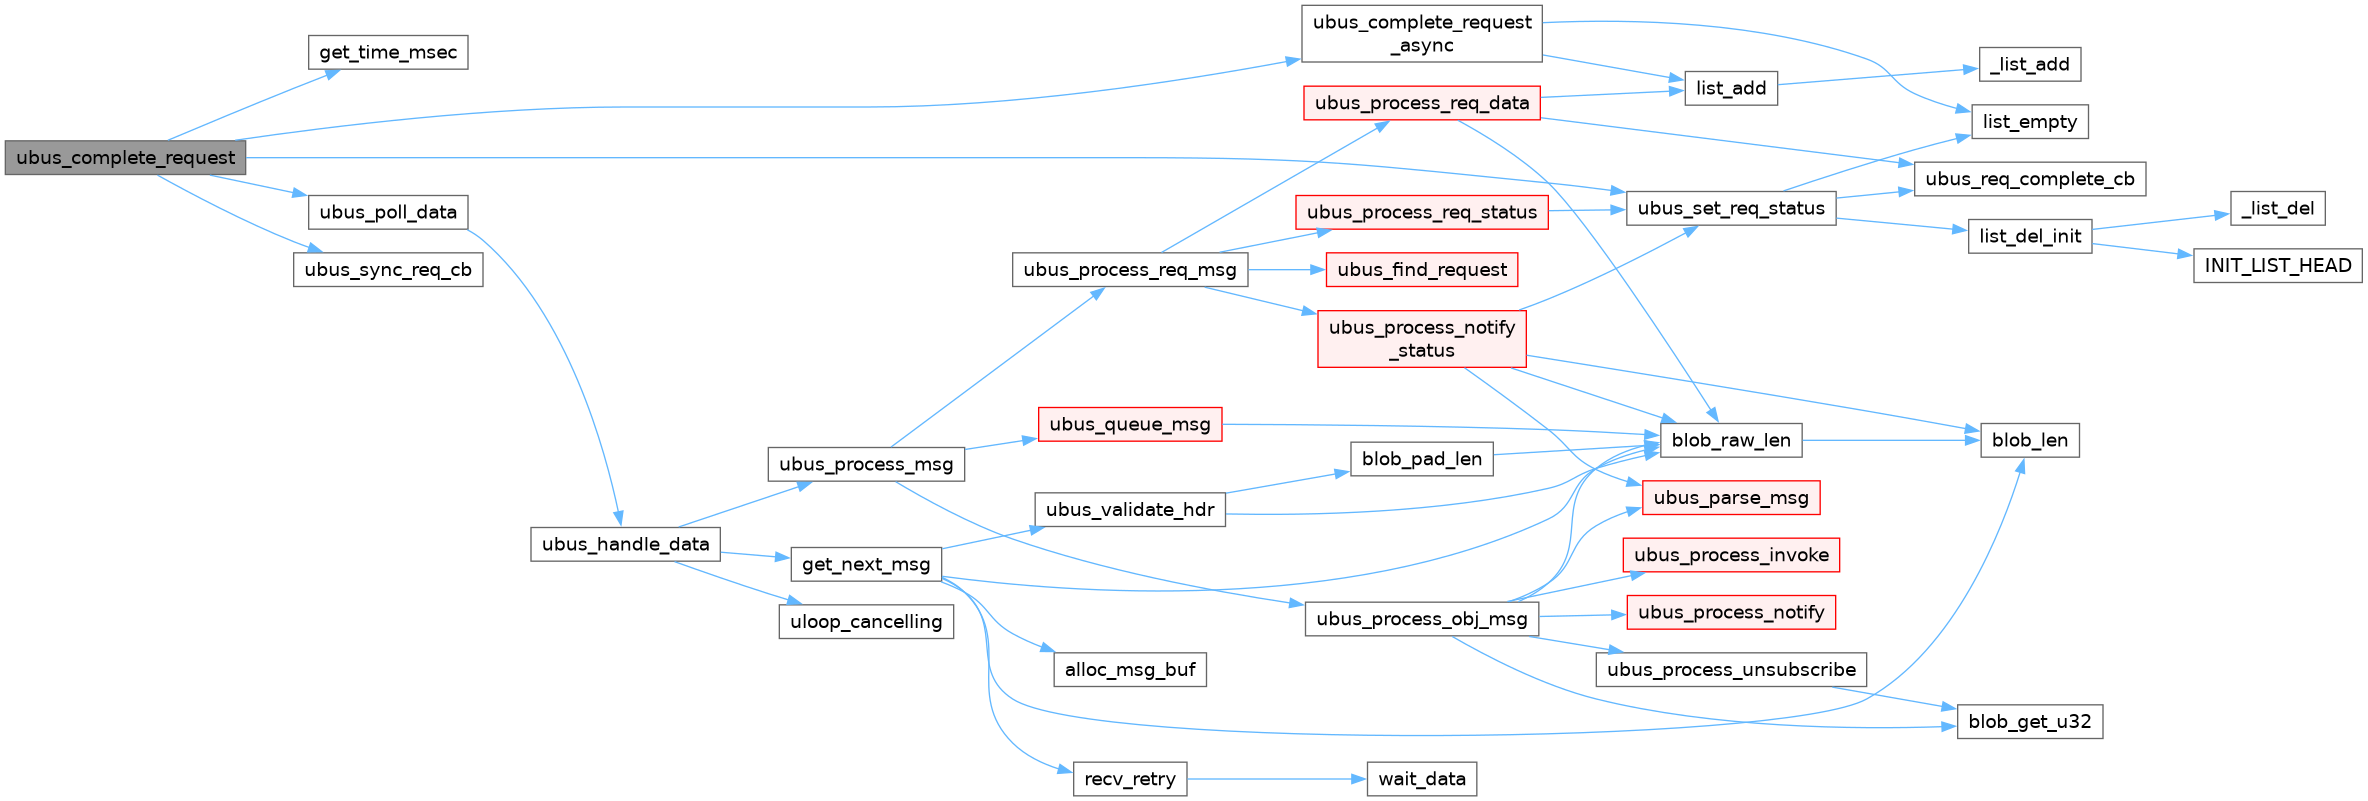 ubus_complete_request
get_time_msec
ubus_poll_data
ubus_sync_req_cb
ubus_handle_data
ubus_process_msg
get_next_msg
uloop_cancelling
ubus_process_req_msg
ubus_queue_msg
ubus_validate_hdr
alloc_msg_buf
recv_retry
ubus_complete_request
_async
ubus_process_req_data
ubus_process_req_status
ubus_find_request
ubus_process_notify
_status
blob_pad_len
ubus_process_obj_msg
wait_data
list_add
ubus_set_req_status
blob_raw_len
ubus_parse_msg
ubus_process_invoke
ubus_process_notify
ubus_process_unsubscribe
_list_add
list_empty
ubus_req_complete_cb
list_del_init
blob_len
blob_get_u32
_list_del
INIT_LIST_HEAD